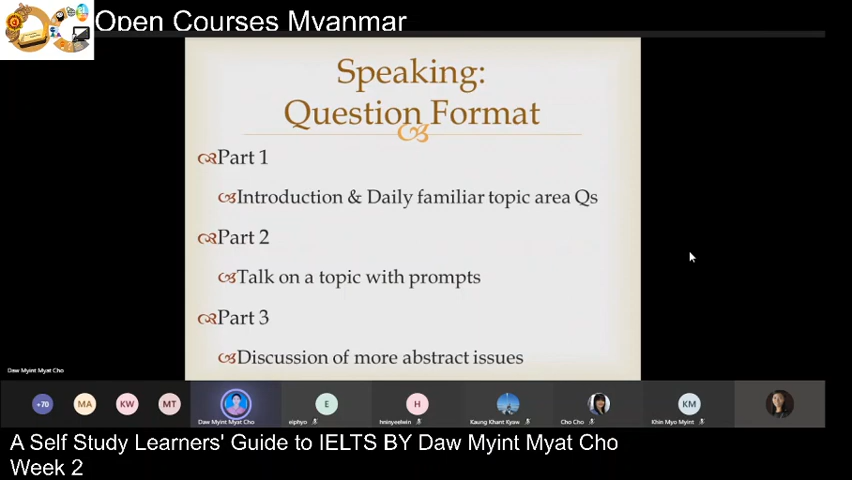 Open Courses Myanmar
Speaking:
Question Format
Part 1
Introduction & Daily familiar topic area Qs
Part 2
Talk on a topic with prompts
Part 3
Discussion of more abstract issues
Daw Myint Myat Cho
+70
MA
KW
MT
Daw Myint Myat Cho
E
eiphyo
H
hninyeelwin
Kaung Khant Kyaw
Cho Cho
KM
Khin Myo Myint
A Self Study Learners' Guide to IELTS BY Daw Myint Myat Cho
Week 2